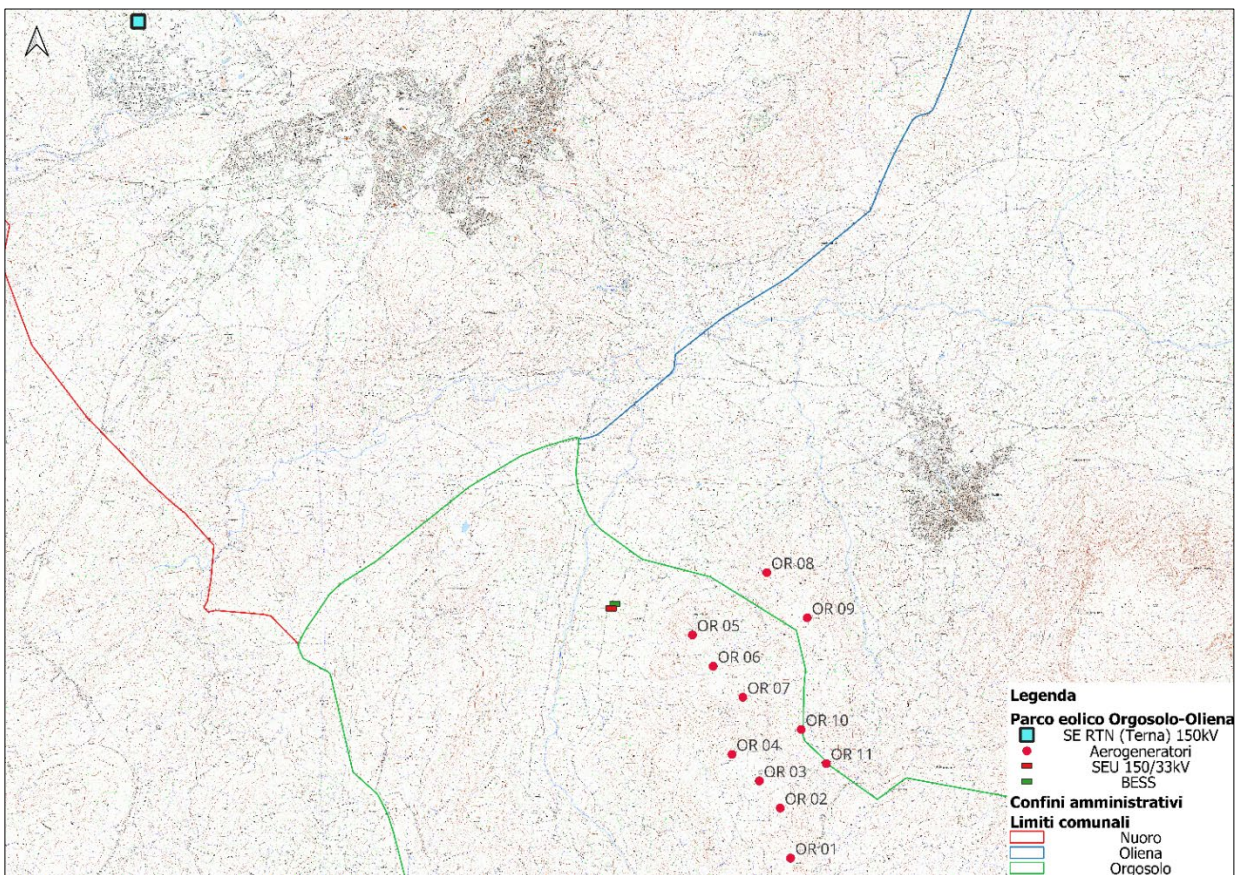 OR 08
OR 09
OR 05
OR 06
OR 07
OR 10
OR 04
OR 11
OR 03
OR 02
OR 01
Legenda
Parco eolico Orgosolo-Oliena
SE RTN (Terna) 150kV
Aerogeneratori
SEU 150/33kV
BESS
Confini amministrativi
Limiti comunali
Nuoro
Oliena
Orgosolo